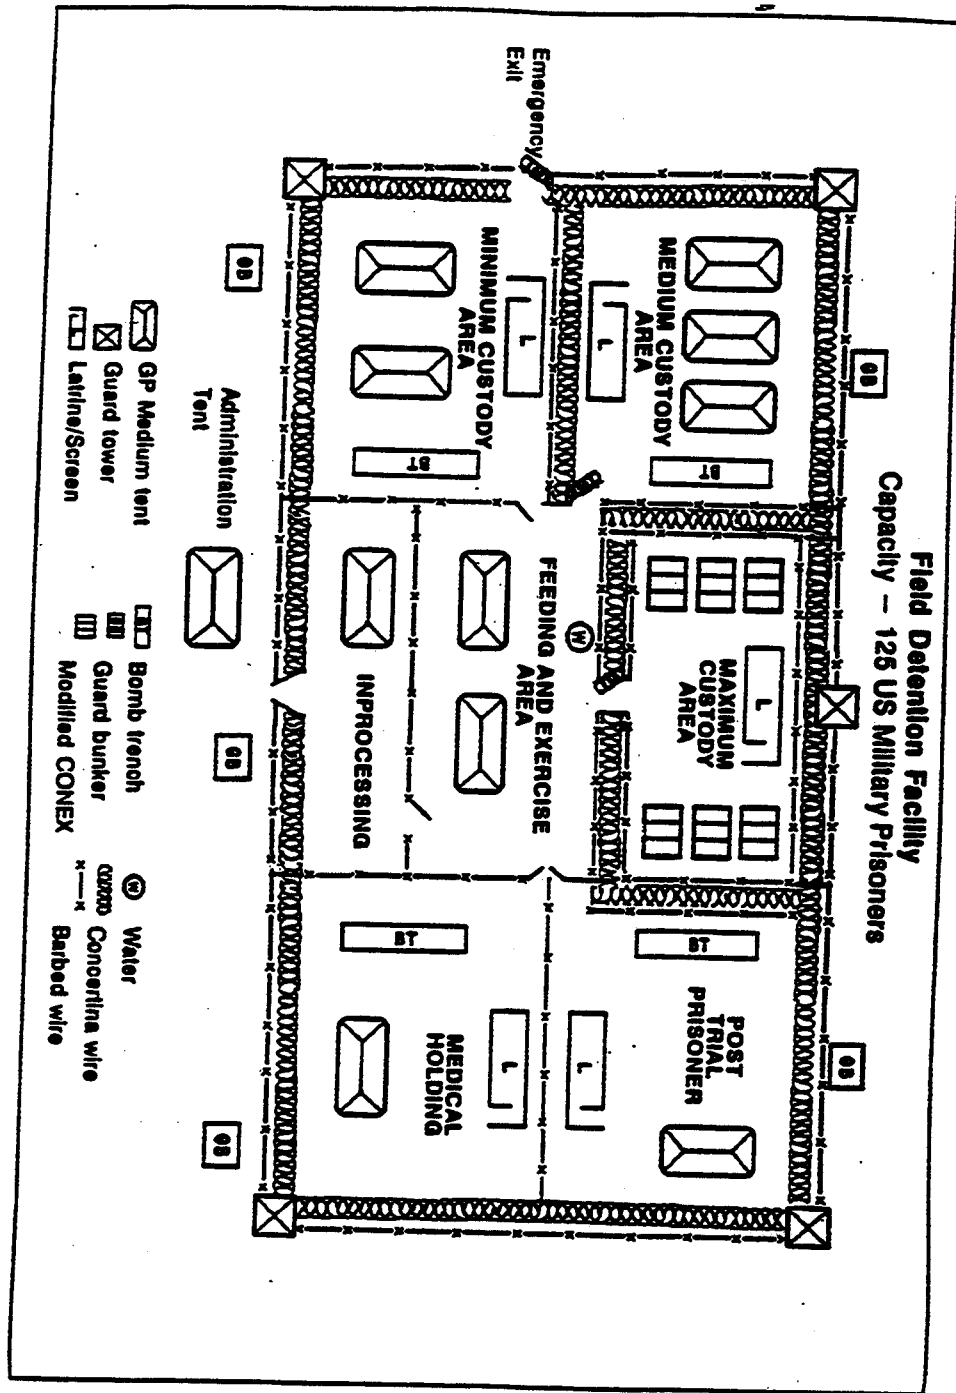 Field Detention Facility
Capacity – 125 US Military Prisoners
GB
GB
MEDIUM CUSTODY
AREA
L
BT
MAXIMUM
CUSTODY
AREA
L
POST
TRIAL
PRISONER
BT
L
Emergency
Exit
MINIMUM CUSTODY
AREA
L
BT
W
FEEDING AND EXERCISE
AREA
INPROCESSING
MEDICAL
HOLDING
L
BT
GB
GB
GB
Administration
Tent
GP Medium tent
Guard tower
Latrine/Screen
Bomb trench
Guard bunker
Modified CONEX
W Water
Concertina wire
Barbed wire